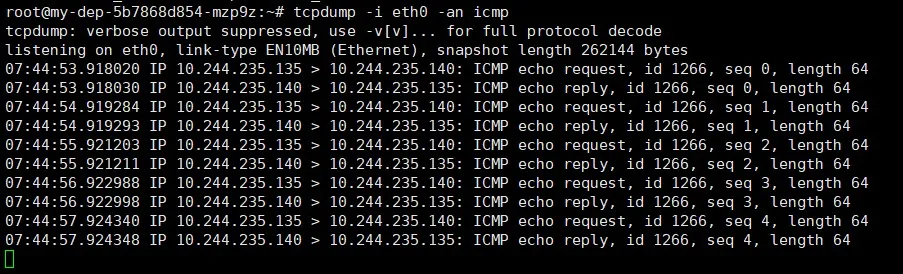 root@my-dep-5b7868d854-mzp9z:~# tcpdump -i eth0 -an icmp
tcpdump: verbose output suppressed, use -v[v]... for full protocol decode
listening on eth0, link-type EN10MB (Ethernet), snapshot length 262144 bytes
07:44:53.918020 IP 10.244.235.135 > 10.244.235.140: ICMP echo request, id 1266, seq 0, length 64
07:44:53.918030 IP 10.244.235.140 > 10.244.235.135: ICMP echo reply, id 1266, seq 0, length 64
07:44:54.919284 IP 10.244.235.135 > 10.244.235.140: ICMP echo request, id 1266, seq 1, length 64
07:44:54.919293 IP 10.244.235.140 > 10.244.235.135: ICMP echo reply, id 1266, seq 1, length 64
07:44:55.921203 IP 10.244.235.135 > 10.244.235.140: ICMP echo request, id 1266, seq 2, length 64
07:44:55.921211 IP 10.244.235.140 > 10.244.235.135: ICMP echo reply, id 1266, seq 2, length 64
07:44:56.922988 IP 10.244.235.135 > 10.244.235.140: ICMP echo request, id 1266, seq 3, length 64
07:44:56.922998 IP 10.244.235.140 > 10.244.235.135: ICMP echo reply, id 1266, seq 3, length 64
07:44:57.924340 IP 10.244.235.135 > 10.244.235.140: ICMP echo request, id 1266, seq 4, length 64
07:44:57.924348 IP 10.244.235.140 > 10.244.235.135: ICMP echo reply, id 1266, seq 4, length 64